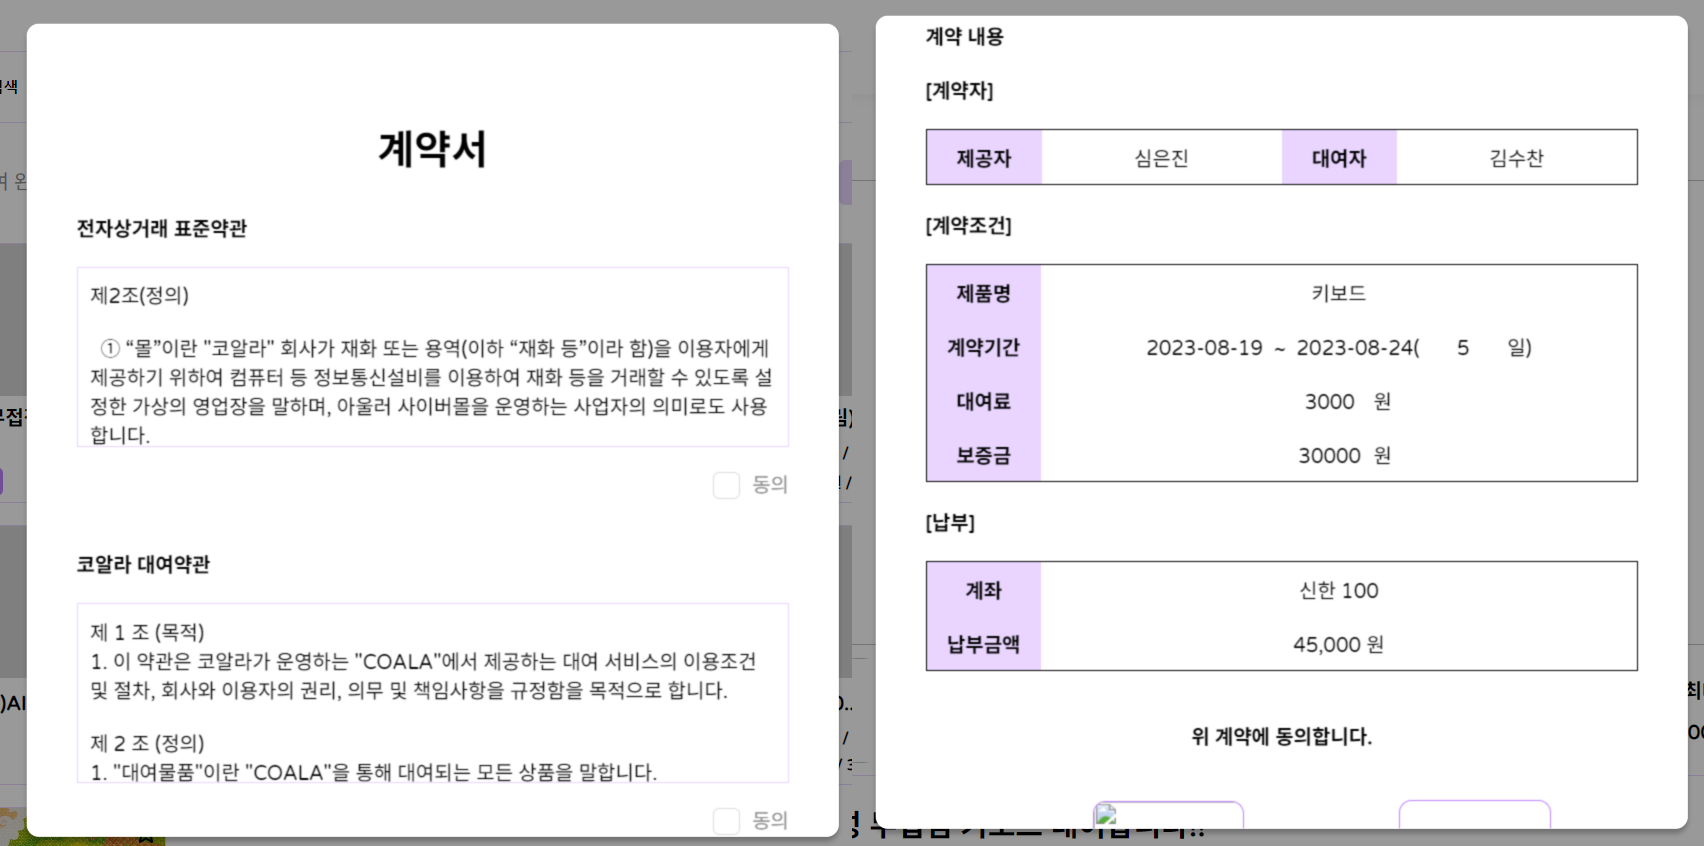 계약서
전자상거래 표준약관
제2조(정의)
① “몰”이란 "코알라" 회사가 재화 또는 용역(이하 “재화 등”이라 함)을 이용자에게
제공하기 위하여 컴퓨터 등 정보통신설비를 이용하여 재화 등을 거래할 수 있도록 설
정한 가상의 영업장을 말하며, 아울러 사이버몰을 운영하는 사업자의 의미로도 사용
합니다.
동의
코알라 대여약관
제 1 조 (목적)
1. 이 약관은 코알라가 운영하는 "COALA"에서 제공하는 대여 서비스의 이용조건
및 절차, 회사와 이용자의 권리, 의무 및 책임사항을 규정함을 목적으로 합니다.
제 2 조 (정의)
1. "대여물품"이란 "COALA"을 통해 대여되는 모든 상품을 말합니다.
동의
계약 내용
[계약자]
제공자 심은진 대여자 김수찬
[계약조건]
제품명 키보드
계약기간 2023-08-19 ~ 2023-08-24( 5 일)
대여료 3000 원
보증금 30000 원
[납부]
계좌 신한 100
납부금액 45,000 원
위 계약에 동의합니다.